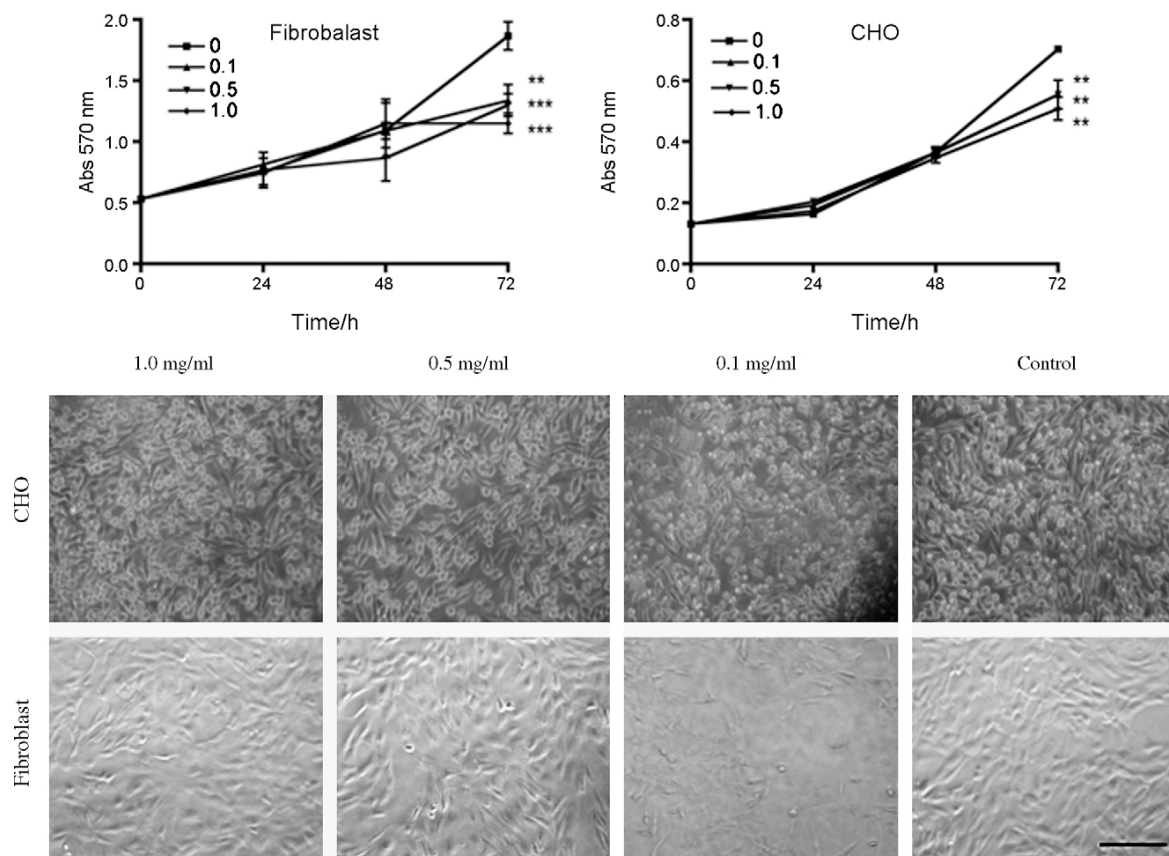 Fibrobalast
Abs 570 nm
2.0
1.5
1.0
0.5
0.0
0
0.1
0.5
1.0
**
***
***
0
24
48
72
Time/h
CHO
Abs 570 nm
0.8
0.6
0.4
0.2
0.0
0
0.1
0.5
1.0
**
**
**
0
24
48
72
Time/h
1.0 mg/ml
0.5 mg/ml
0.1 mg/ml
Control
CHO
Fibroblast